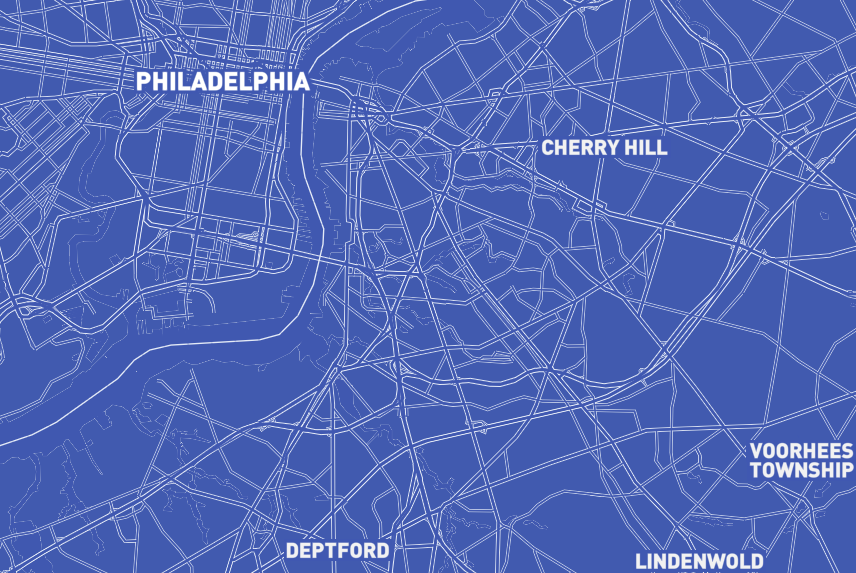 PHILADELPHIA
CHERRY HILL
VOORHEES
TOWNSHIP
DEPTFORD
LINDENWOLD